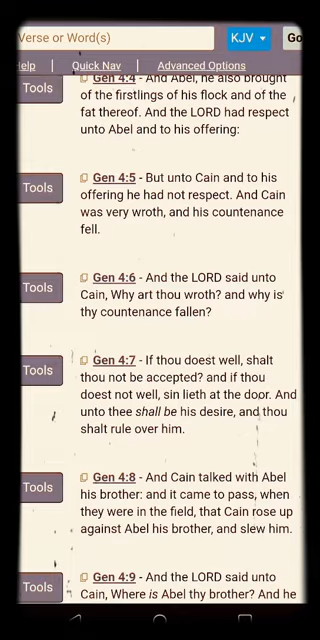 Verse or Word(s)
KJV
Go
Help | Quick Nav | Advanced Options
Tools
Gen 4:4 - And Abel, he also brought
of the firstlings of his flock and of the
fat thereof. And the LORD had respect
unto Abel and to his offering:
Tools
Gen 4:5 - But unto Cain and to his
offering he had not respect. And Cain
was very wroth, and his countenance
fell.
Tools
Gen 4:6 - And the LORD said unto
Cain, Why art thou wroth? and why is
thy countenance fallen?
Tools
Gen 4:7 - If thou doest well, shalt
thou not be accepted? and if thou
doest not well, sin lieth at the door. And
unto thee shall be his desire, and thou
shalt rule over him.
Tools
Gen 4:8 - And Cain talked with Abel
his brother: and it came to pass, when
they were in the field, that Cain rose up
against Abel his brother, and slew him.
Tools
Gen 4:9 - And the LORD said unto
Cain, Where is Abel thy brother? And he